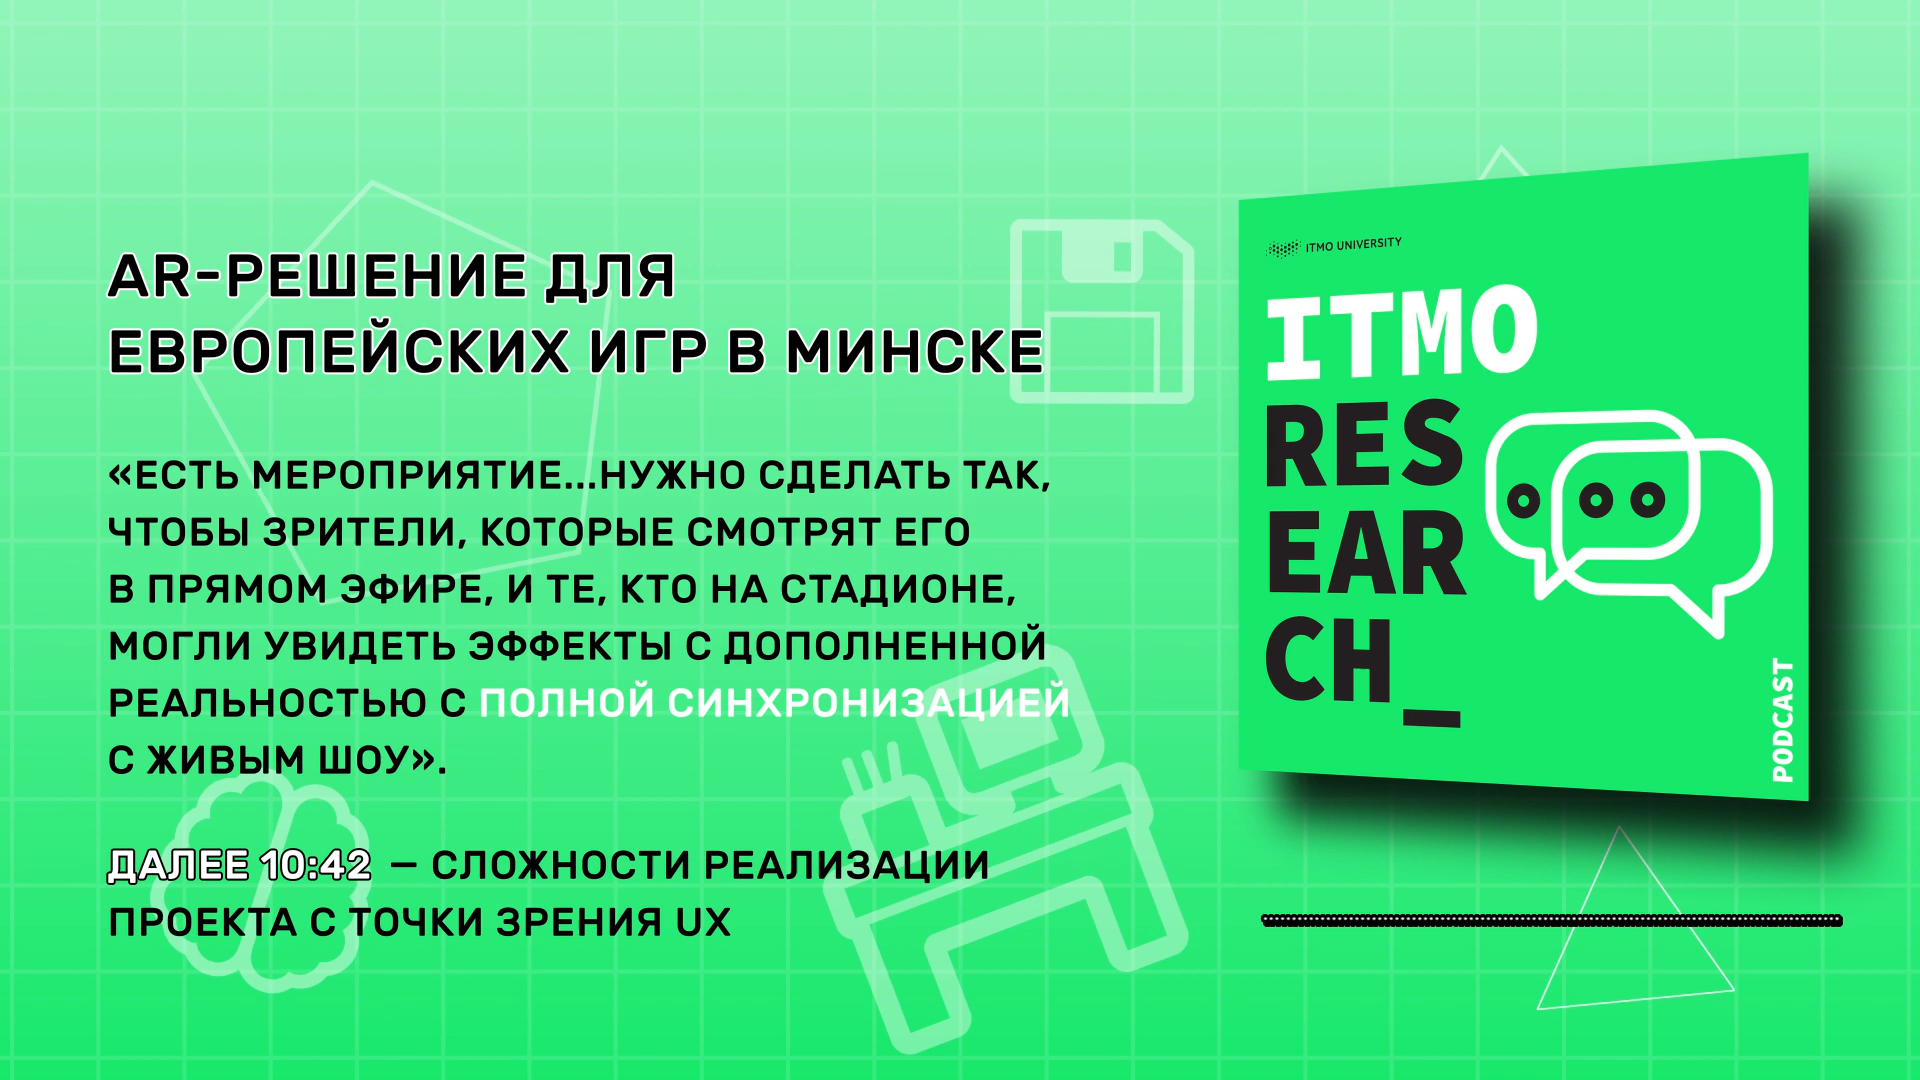 AR-РЕШЕНИЕ ДЛЯ
ЕВРОПЕЙСКИХ ИГР В МИНСКЕ
«ЕСТЬ МЕРОПРИЯТИЕ...НУЖНО СДЕЛАТЬ ТАК,
ЧТОБЫ ЗРИТЕЛИ, КОТОРЫЕ СМОТРЯТ ЕГО
В ПРЯМОМ ЭФИРЕ, И ТЕ, КТО НА СТАДИОНЕ,
МОГЛИ УВИДЕТЬ ЭФФЕКТЫ С ДОПОЛНЕННОЙ
РЕАЛЬНОСТЬЮ С ПОЛНОЙ СИНХРОНИЗАЦИЕЙ
С ЖИВЫМ ШОУ».
ДАЛЕЕ 10:42 – СЛОЖНОСТИ РЕАЛИЗАЦИИ
ПРОЕКТА С ТОЧКИ ЗРЕНИЯ UX
ITMO UNIVERSITY
ITMO
RES
EAR
CH_
PODCAST